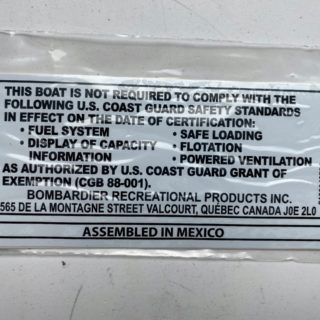 THIS BOAT IS NOT REQUIRED TO COMPLY WITH THE
FOLLOWING U.S. COAST GUARD SAFETY STANDARDS
IN EFFECT ON THE DATE OF CERTIFICATION:
• FUEL SYSTEM • SAFE LOADING
• DISPLAY OF CAPACITY INFORMATION • FLOTATION
• POWERED VENTILATION
AS AUTHORIZED BY U.S. COAST GUARD GRANT OF
EXEMPTION (CGB 88-001).
BOMBARDIER RECREATIONAL PRODUCTS INC.
565 DE LA MONTAGNE STREET VALCOURT, QUÉBEC CANADA J0E 2L0
ASSEMBLED IN MEXICO